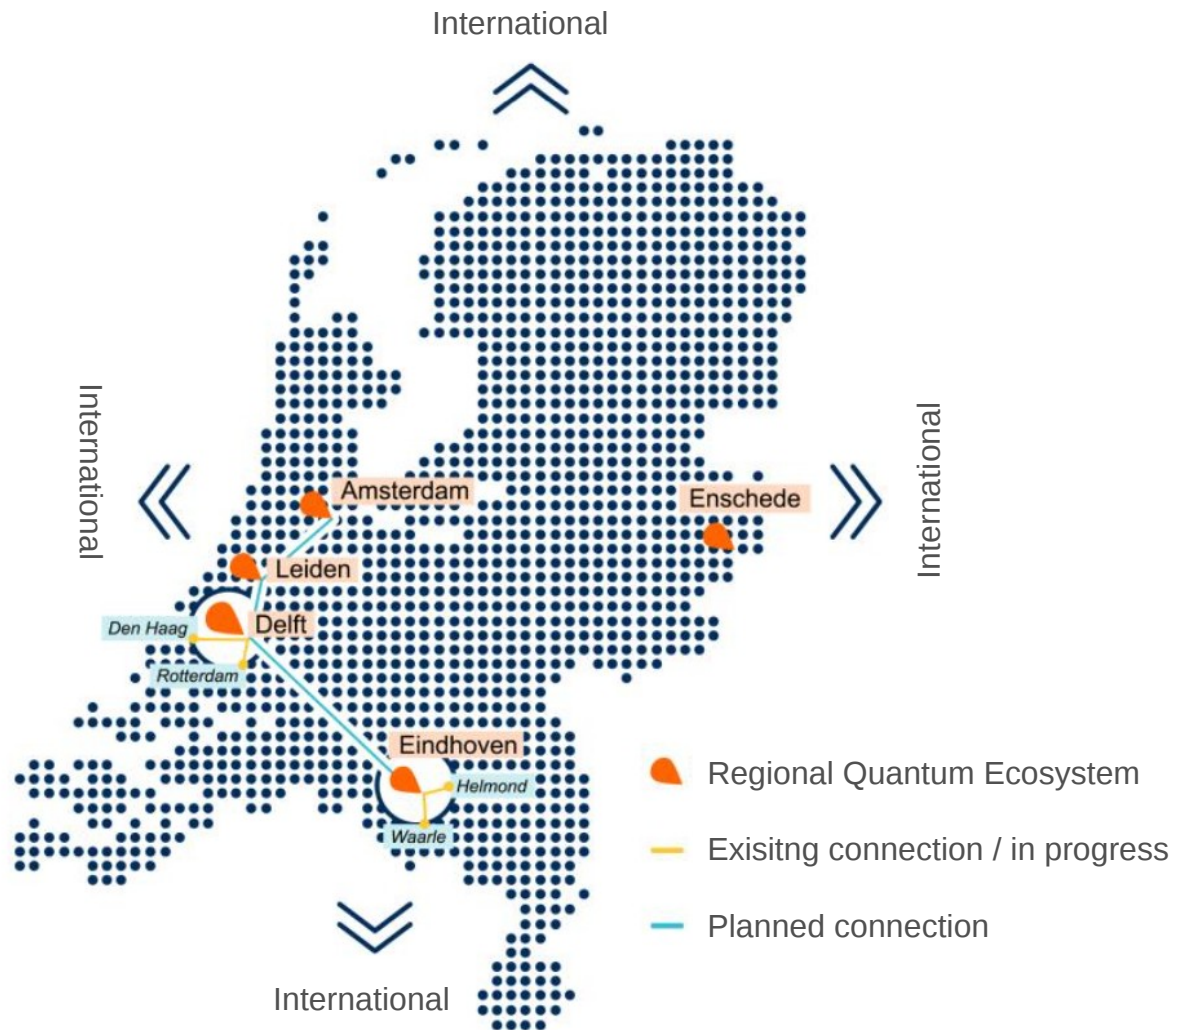 International
International
International
Amsterdam
Enschede
Leiden
Den Haag
Delft
Rotterdam
Eindhoven
Helmond
Waarle
Regional Quantum Ecosystem
Exisitng connection / in progress
Planned connection
International